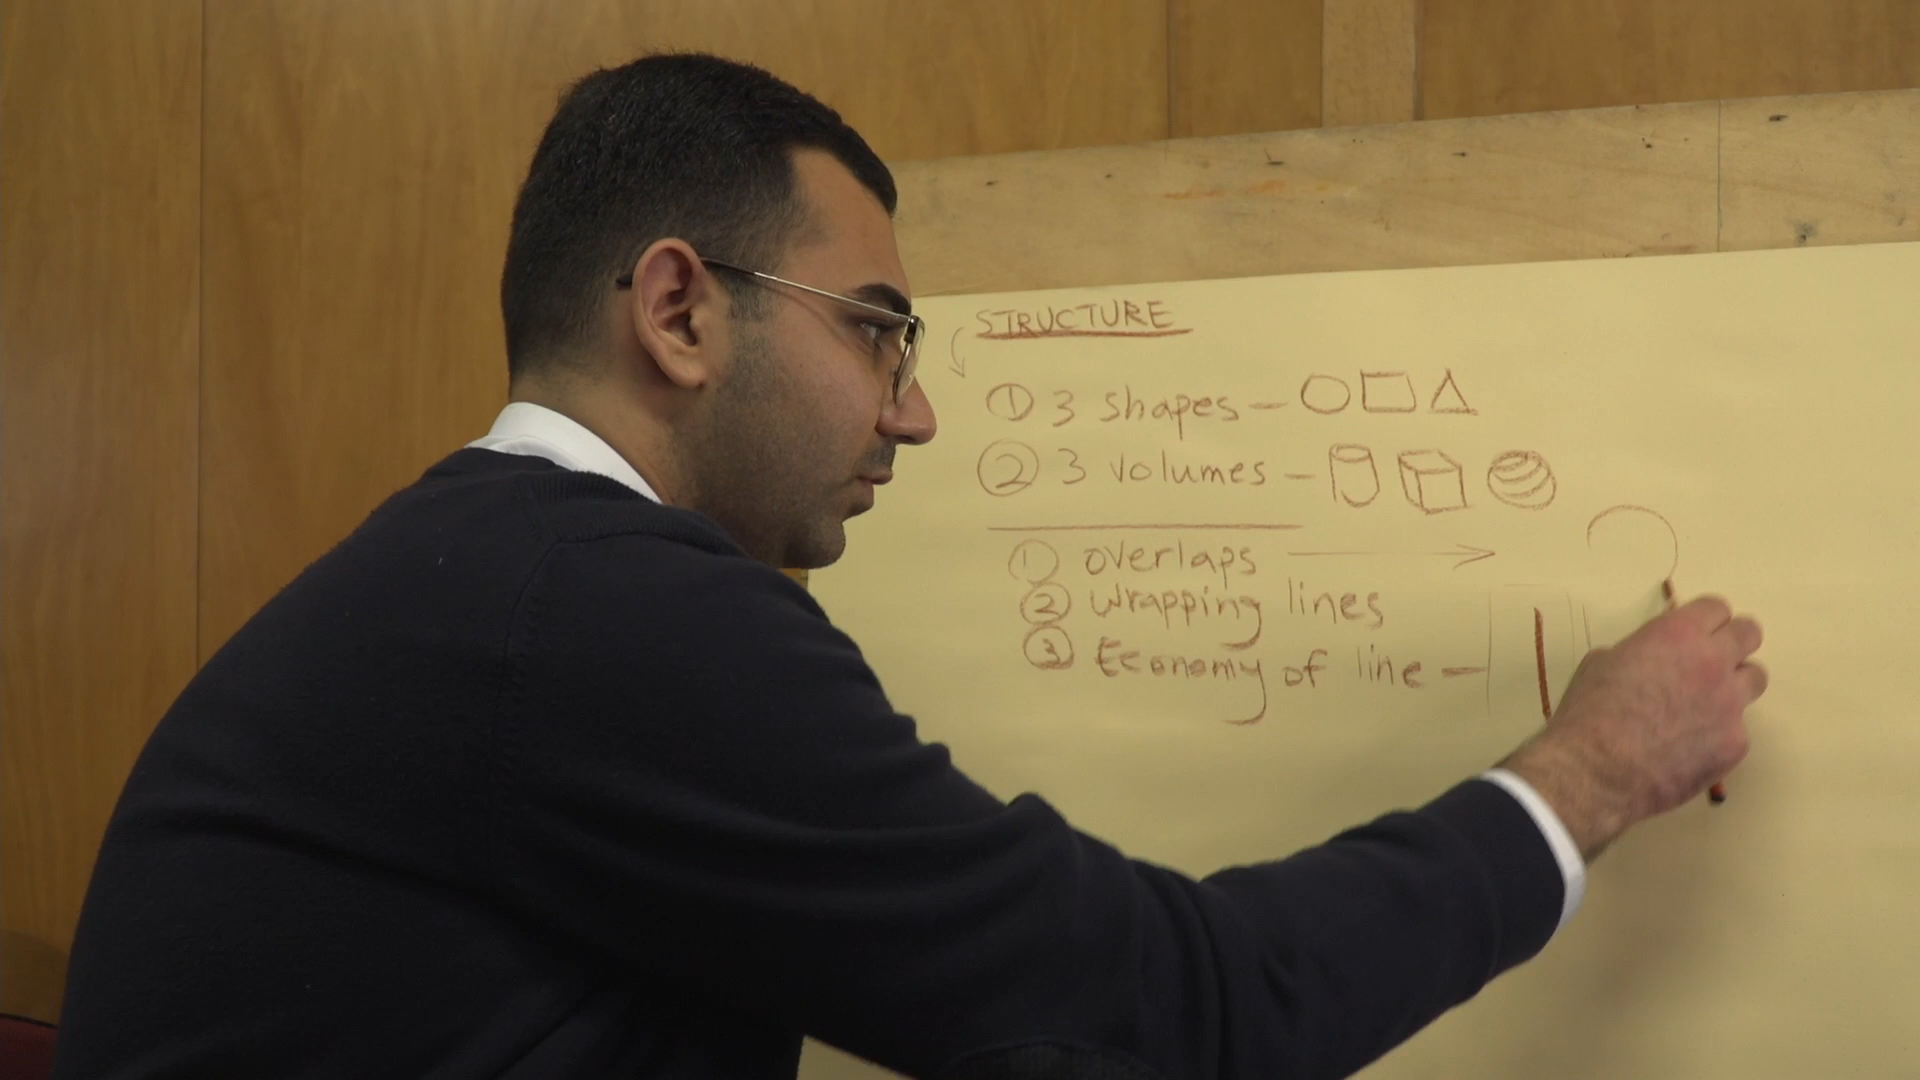 STRUCTURE
① 3 shapes –
② 3 volumes –
① overlaps
② wrapping lines
③ Economy of line –